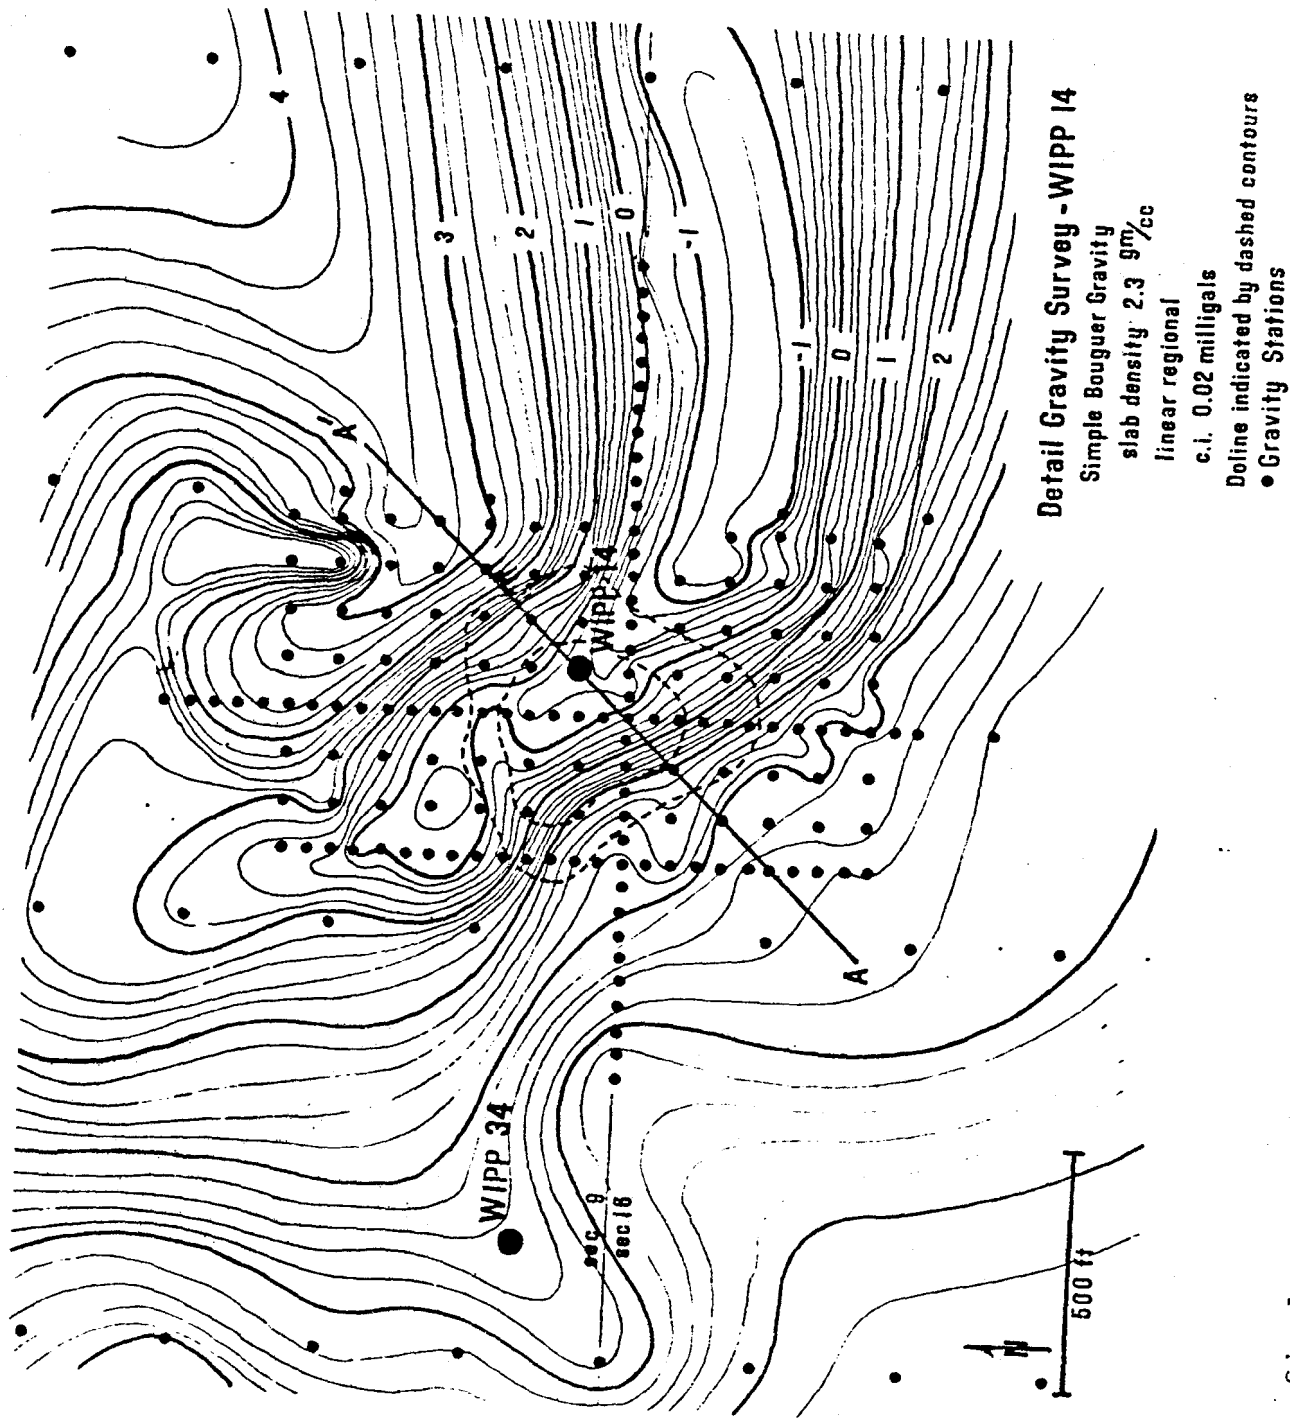 4
3
2
1
0
-1
-1
0
1
2
A'
WIPP 14
A
WIPP 34
sec 9
sec 16
N
500 ft
Detail Gravity Survey - WIPP 14
Simple Bouguer Gravity
slab density 2.3 gm/cc
linear regional
c.i. 0.02 milligals
Doline indicated by dashed contours
• Gravity Stations